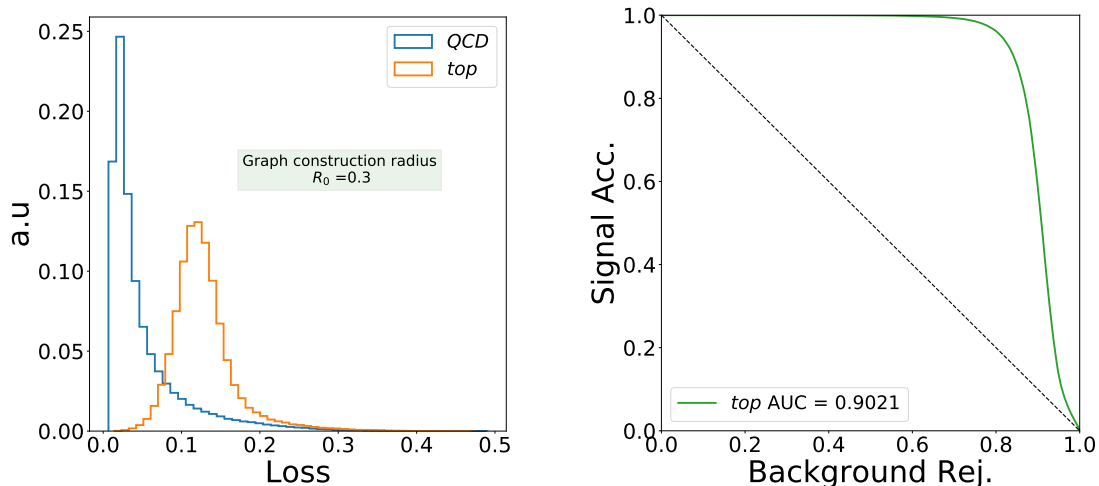 0.25
0.20
0.15
0.10
0.05
0.00
a.u
0.0 0.1 0.2 0.3 0.4 0.5
Loss
QCD
top
Graph construction radius
R0 =0.3
1.0
0.8
0.6
0.4
0.2
0.0
Signal Acc.
0.0 0.2 0.4 0.6 0.8 1.0
Background Rej.
top AUC = 0.9021